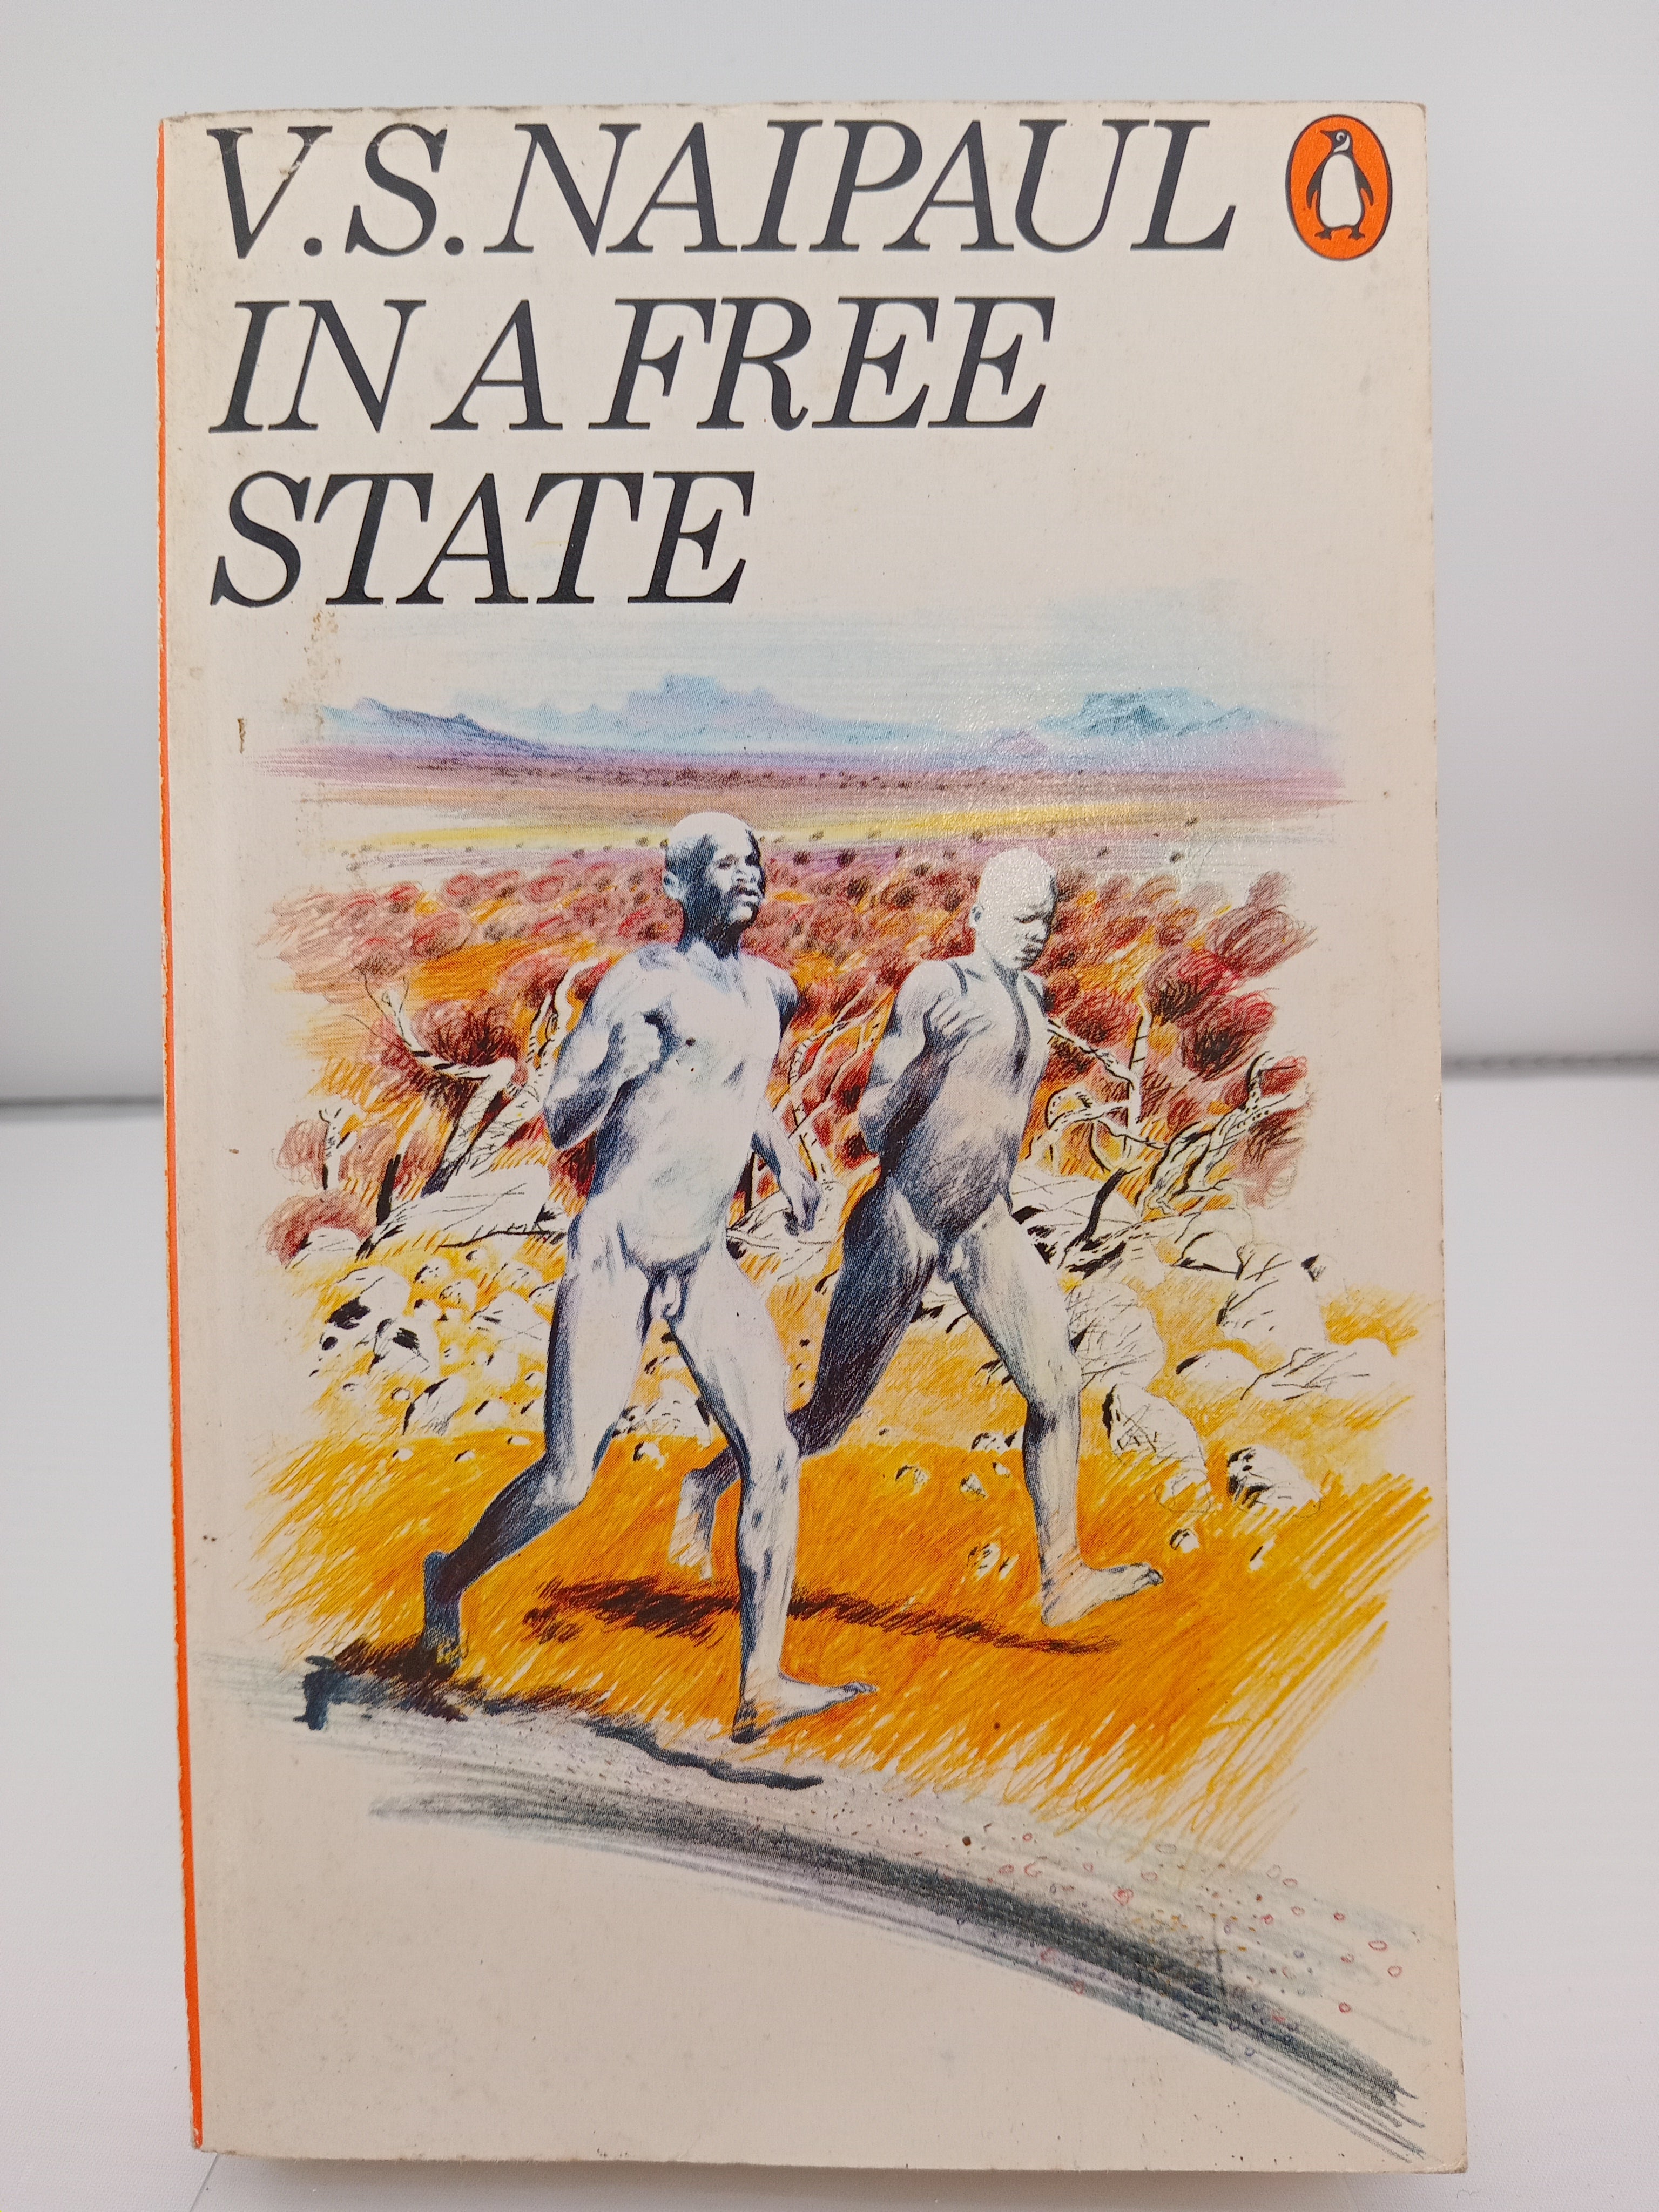 V.S. NAIPAUL
IN A FREE
STATE